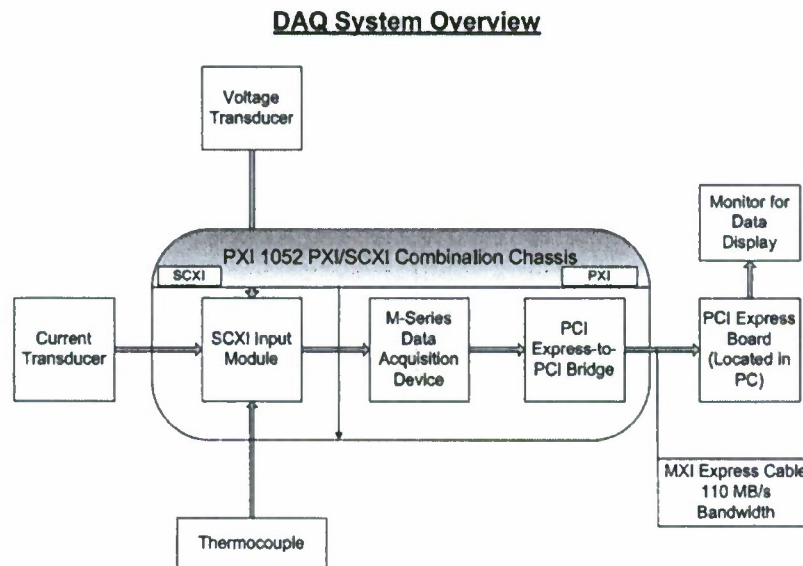 DAQ System Overview
Voltage
Transducer
Monitor for
Data
Display
PXI 1052 PXI/SCXI Combination Chassis
SCXI
PXI
Current
Transducer
SCXI Input
Module
M-Series
Data
Acquisition
Device
PCI
Express-to-
PCI Bridge
PCI Express
Board
(Located in
PC)
MXI Express Cable
110 MB/s
Bandwidth
Thermocouple